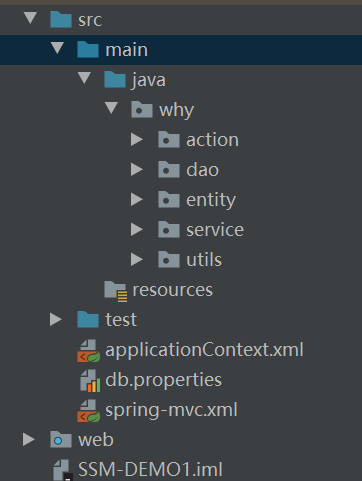 src
main
java
why
action
dao
entity
service
utils
resources
test
applicationContext.xml
db.properties
spring-mvc.xml
web
SSM-DEMO1.iml